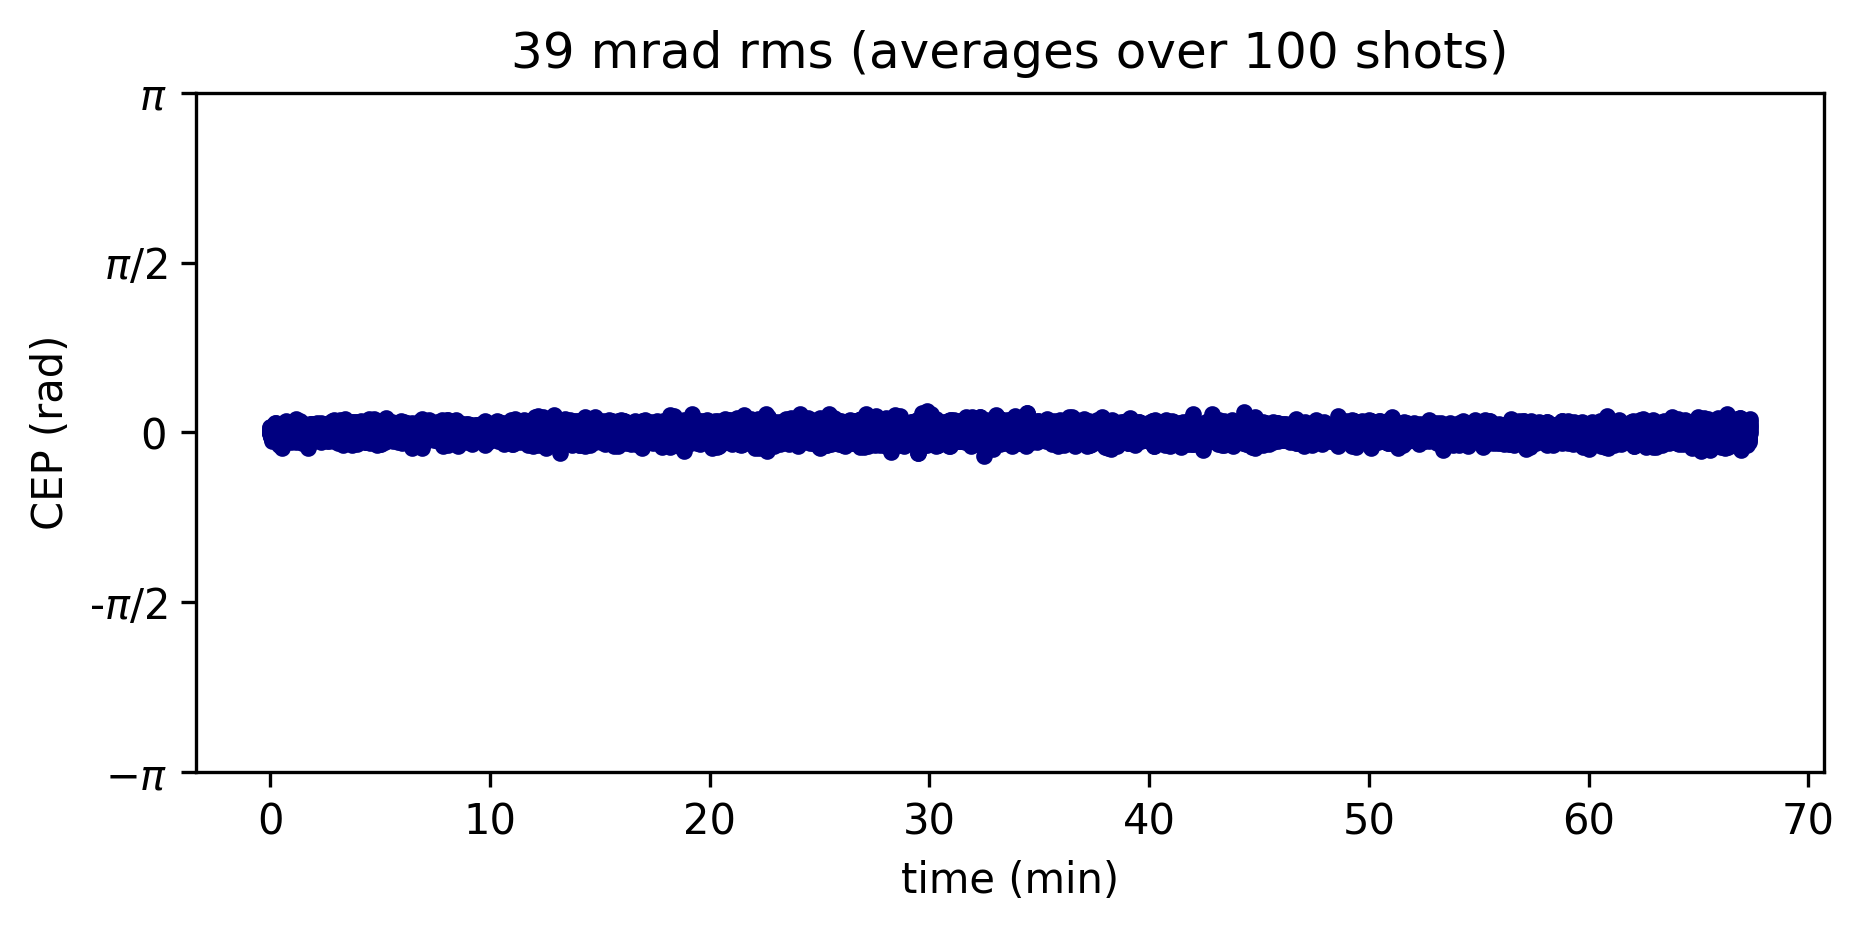 39 mrad rms (averages over 100 shots)
π
π/2
0
-π/2
−π
CEP (rad)
0 10 20 30 40 50 60 70
time (min)